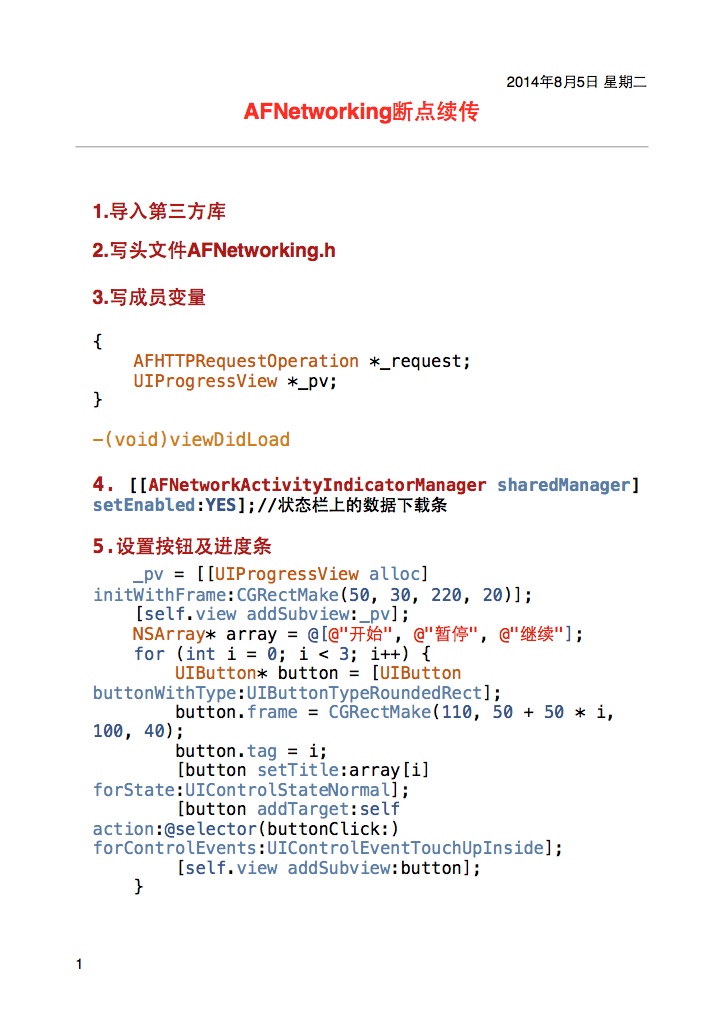 2014年8月5日 星期二
AFNetworking断点续传
1.导入第三方库
2.写头文件AFNetworking.h
3.写成员变量
{
    AFHTTPRequestOperation *_request;
    UIProgressView *_pv;
}
-(void)viewDidLoad
4. [[AFNetworkActivityIndicatorManager sharedManager]
setEnabled:YES];//状态栏上的数据下载条
5.设置按钮及进度条
    _pv = [[UIProgressView alloc]
initWithFrame:CGRectMake(50, 30, 220, 20)];
    [self.view addSubview:_pv];
    NSArray* array = @[@"开始", @"暂停", @"继续"];
    for (int i = 0; i < 3; i++) {
        UIButton* button = [UIButton
buttonWithType:UIButtonTypeRoundedRect];
        button.frame = CGRectMake(110, 50 + 50 * i,
100, 40);
        button.tag = i;
        [button setTitle:array[i]
forState:UIControlStateNormal];
        [button addTarget:self
action:@selector(buttonClick:)
forControlEvents:UIControlEventTouchUpInside];
        [self.view addSubview:button];
    }
1